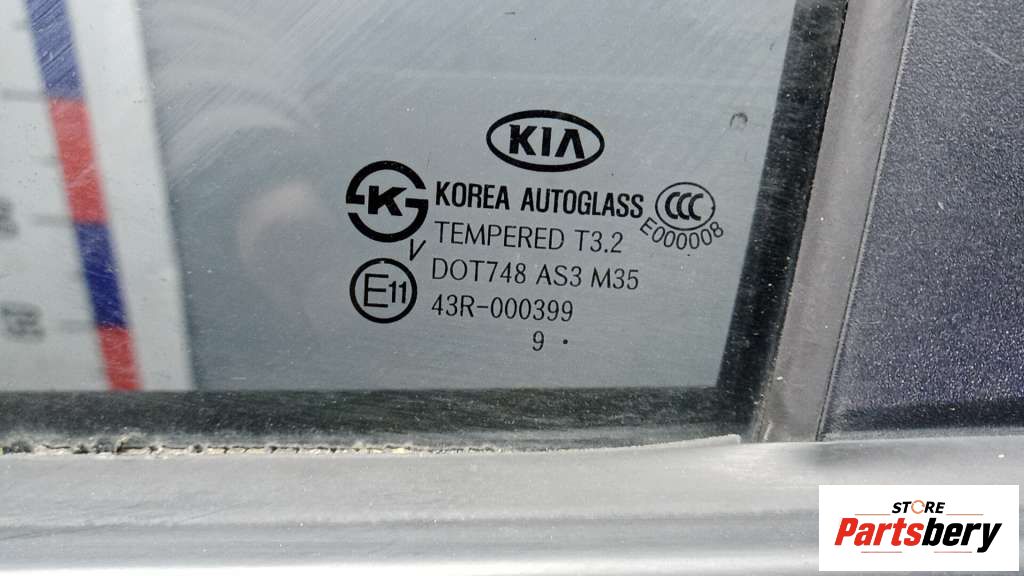 KIA
K
KOREA AUTOGLASS
CCC
E000008
TEMPERED T3.2
V
DOT748 AS3 M35
E11
43R-000399
9 .
STORE
Partsbery